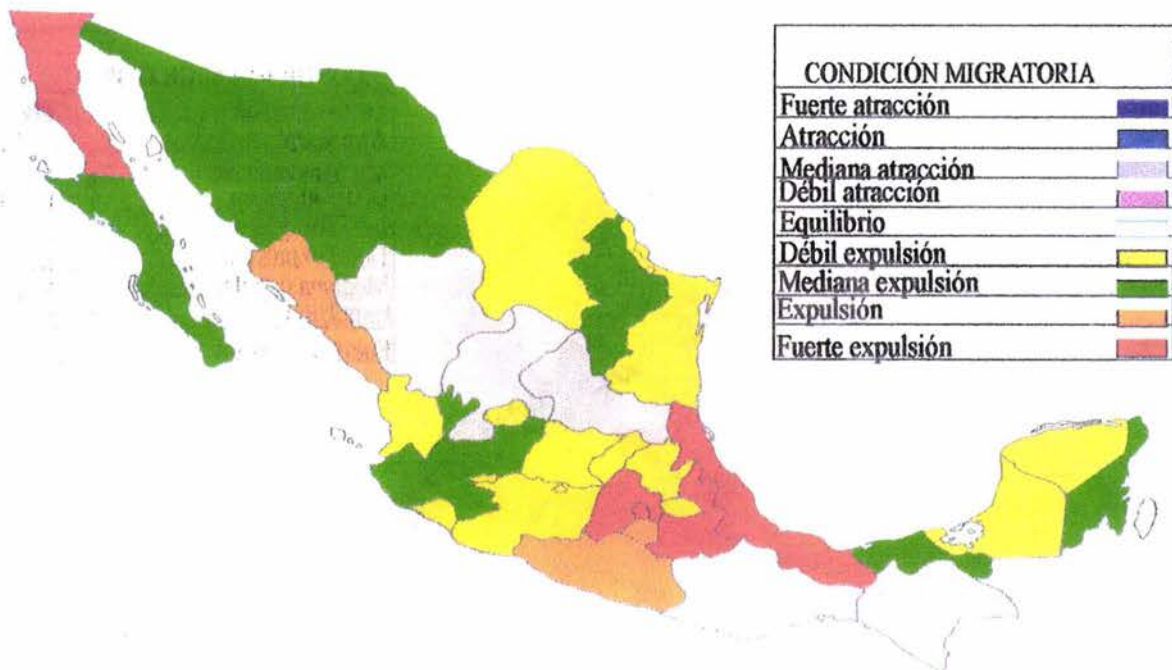 CONDICIÓN MIGRATORIA
Fuerte atracción
Atracción
Mediana atracción
Débil atracción
Equilibrio
Débil expulsión
Mediana expulsión
Expulsión
Fuerte expulsión